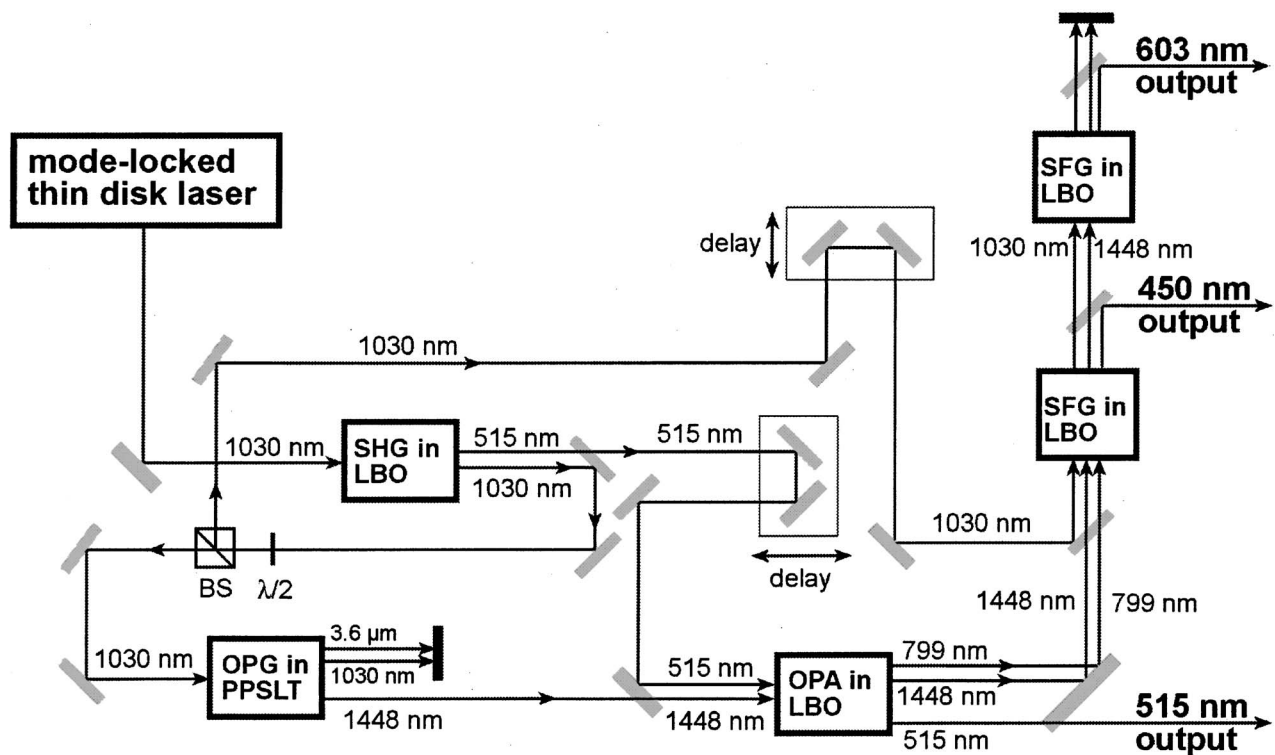 603 nm
output
mode-locked
thin disk laser
SFG in
LBO
delay
1030 nm
1448 nm
450 nm
output
1030 nm
SFG in
LBO
1030 nm
SHG in
LBO
515 nm
1030 nm
515 nm
1030 nm
BS
λ/2
delay
1448 nm
799 nm
1030 nm
OPG in
PPSLT
3.6 μm
1030 nm
1448 nm
515 nm
1448 nm
OPA in
LBO
799 nm
1448 nm
515 nm
515 nm
output